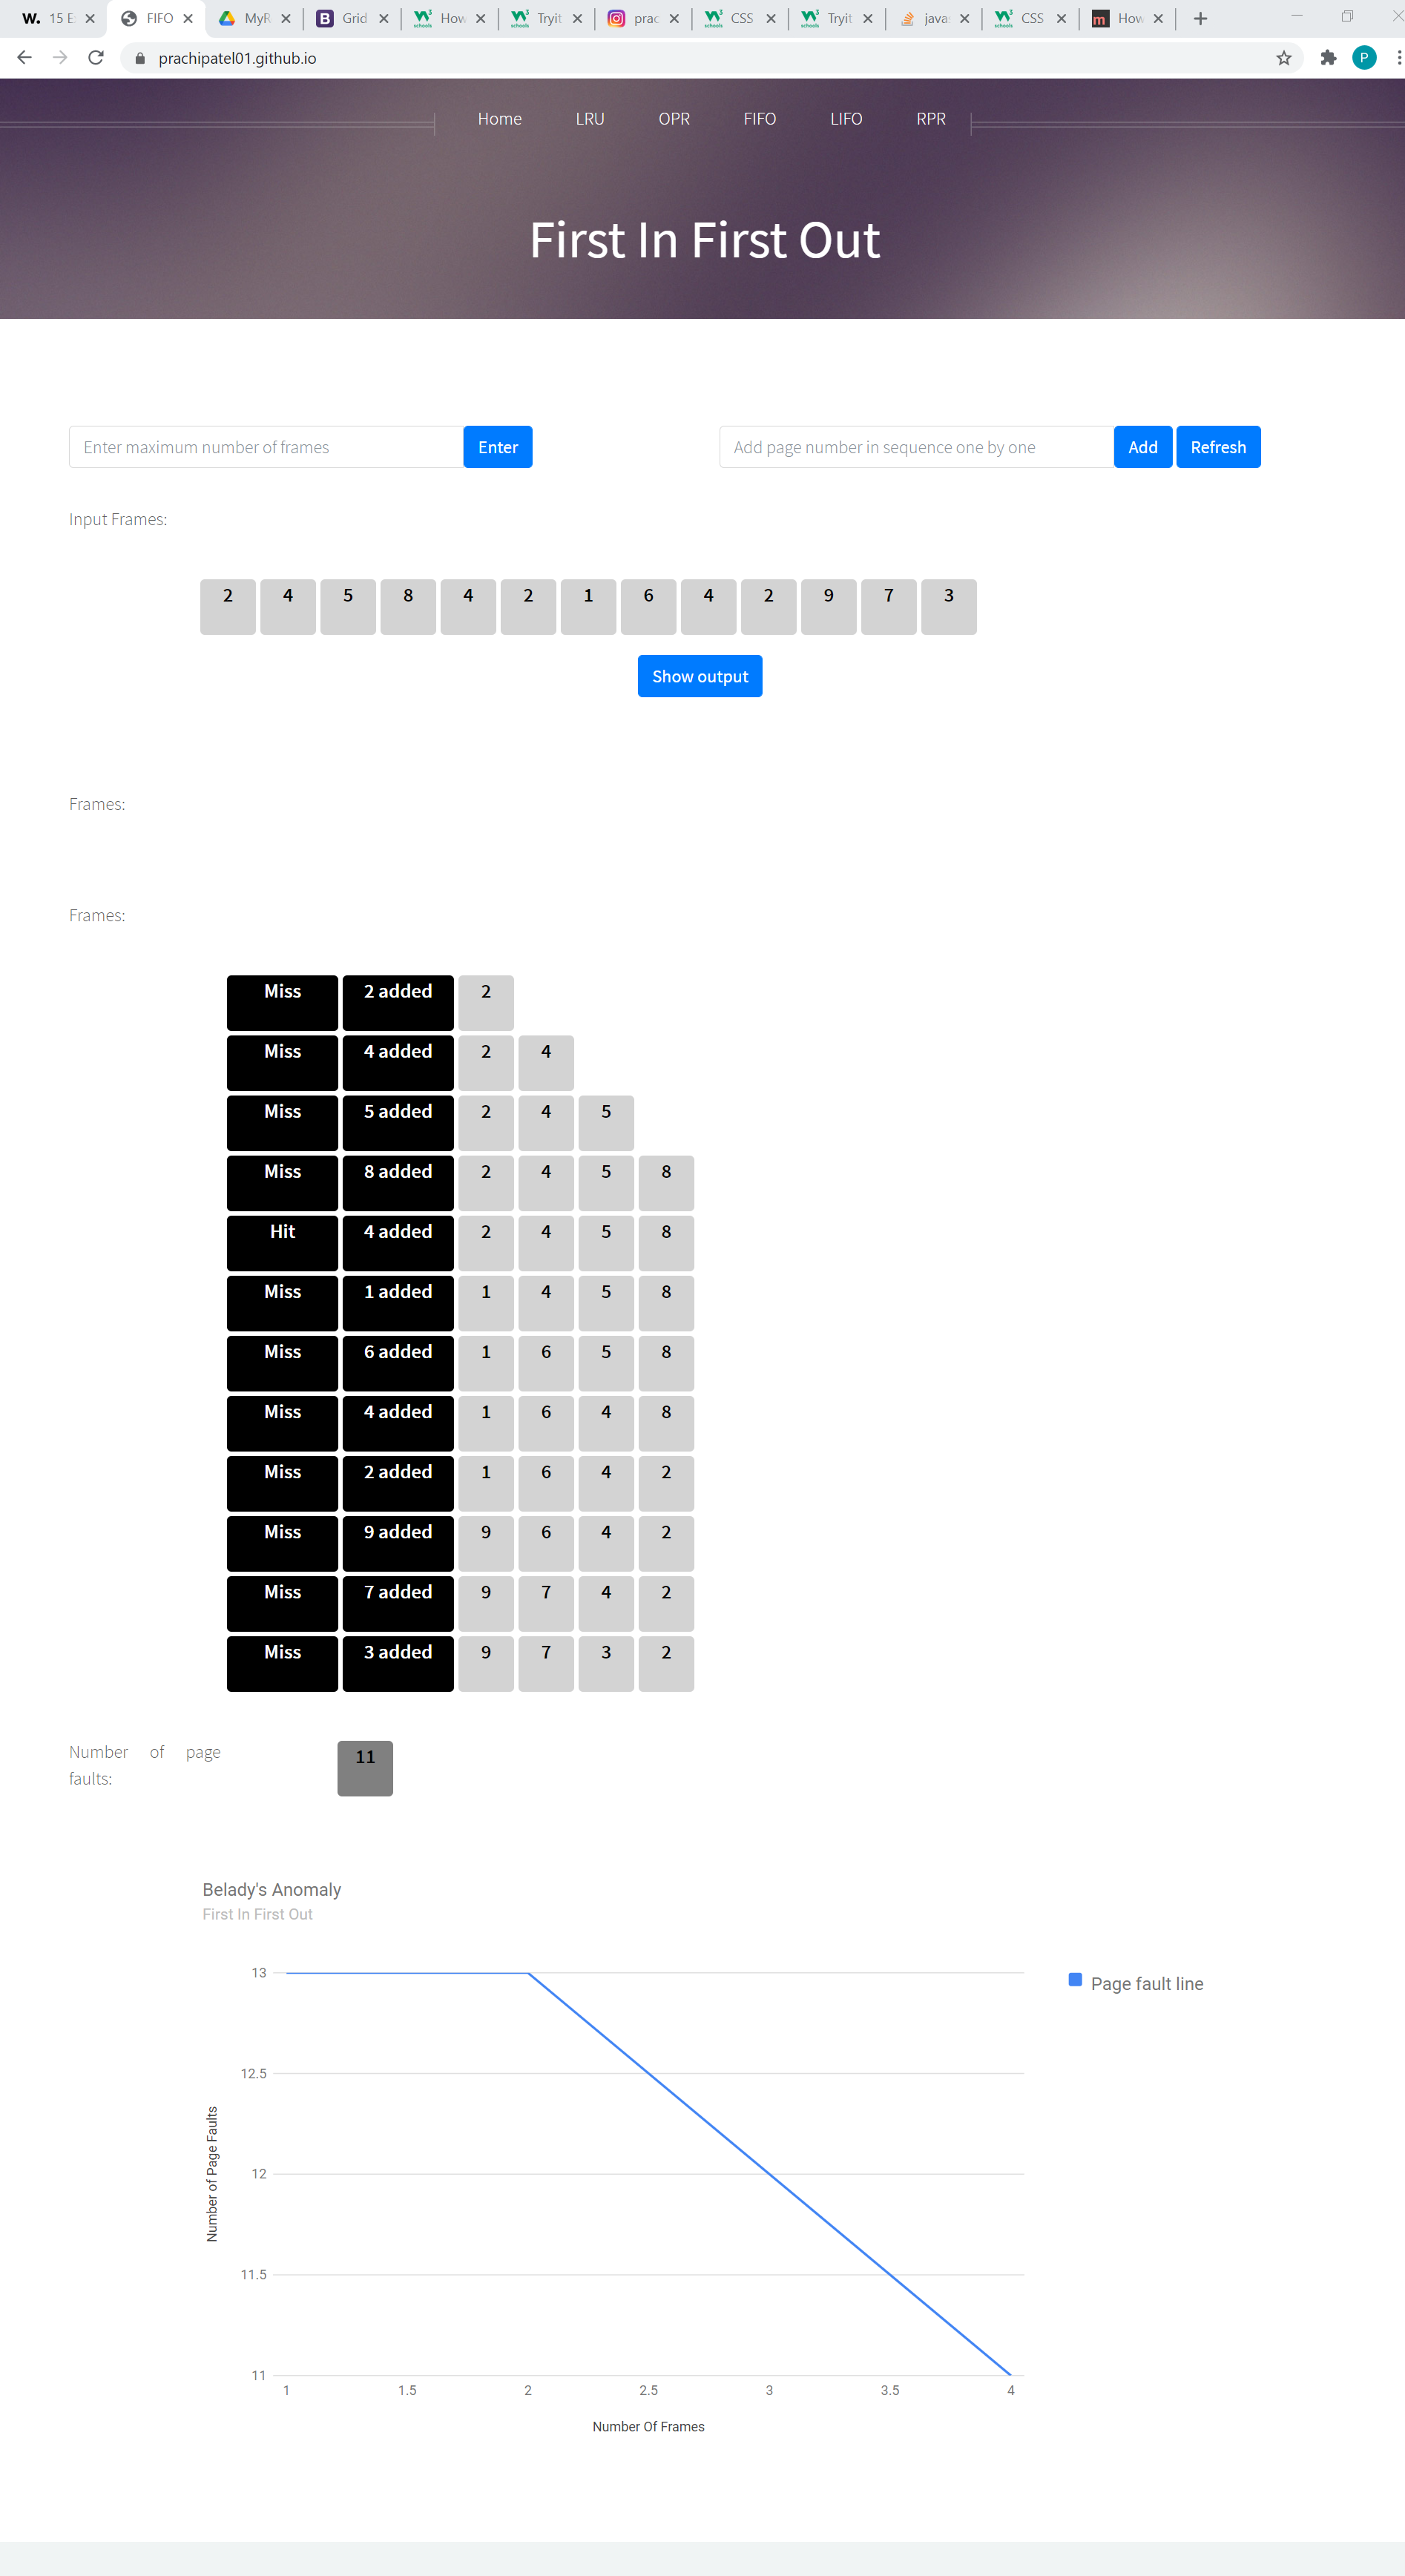 W. 15 E FIFO MyR B Grid How Tryit prac CSS Tryit java CSS m How
prachipatel01.github.io P
Home LRU OPR FIFO LIFO RPR
First In First Out
Enter maximum number of frames Enter Add page number in sequence one by one Add Refresh
Input Frames:
2 4 5 8 4 2 1 6 4 2 9 7 3
Show output
Frames:
Frames:
Miss 2 added 2
Miss 4 added 2 4
Miss 5 added 2 4 5
Miss 8 added 2 4 5 8
Hit 4 added 2 4 5 8
Miss 1 added 1 4 5 8
Miss 6 added 1 6 5 8
Miss 4 added 1 6 4 8
Miss 2 added 1 6 4 2
Miss 9 added 9 6 4 2
Miss 7 added 9 7 4 2
Miss 3 added 9 7 3 2
Number of page 11
faults:
Belady's Anomaly
First In First Out
13
Page fault line
12.5
12
11.5
11
Number of Page Faults
1 1.5 2 2.5 3 3.5 4
Number Of Frames